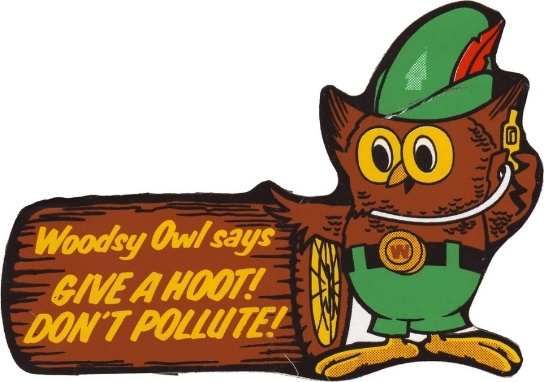 Woodsy Owl says
GIVE A HOOT!
DON'T POLLUTE!
W